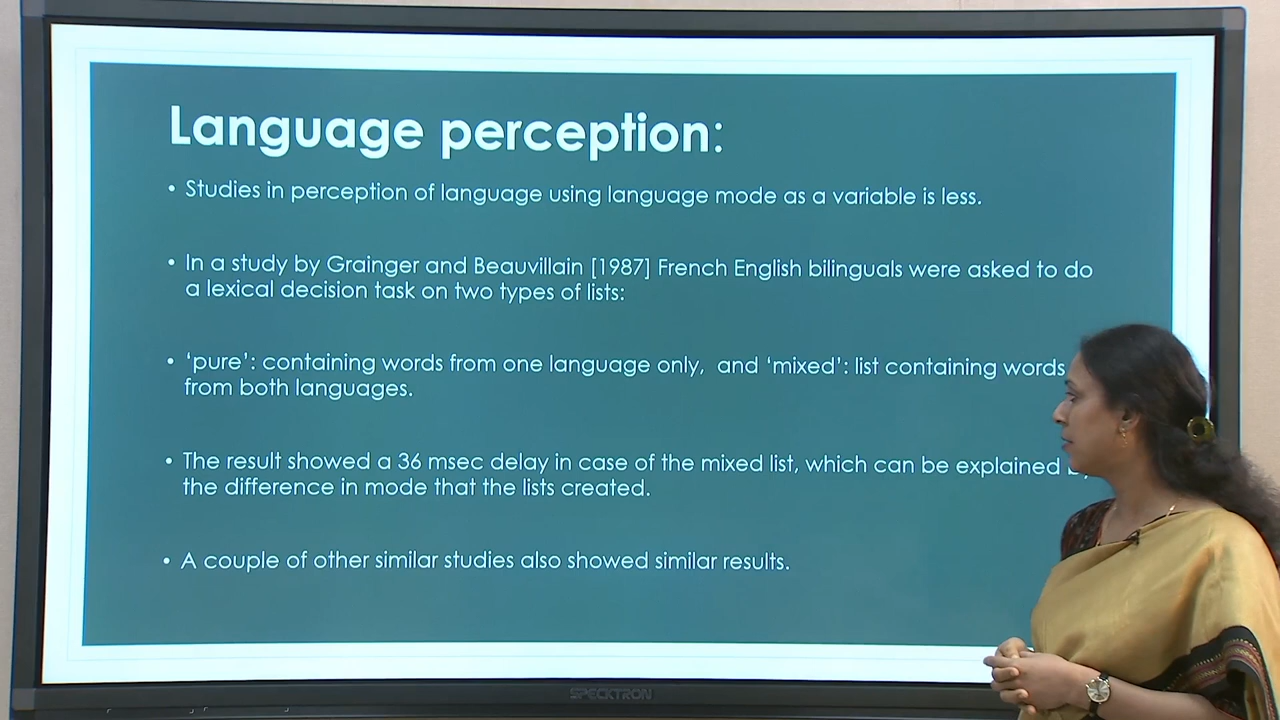 Language perception:
• Studies in perception of language using language mode as a variable is less.
• In a study by Grainger and Beauvillain [1987] French English bilinguals were asked to do
a lexical decision task on two types of lists:
• ‘pure’: containing words from one language only, and ‘mixed’: list containing words
from both languages.
• The result showed a 36 msec delay in case of the mixed list, which can be explained
the difference in mode that the lists created.
• A couple of other similar studies also showed similar results.
SPECKTRON